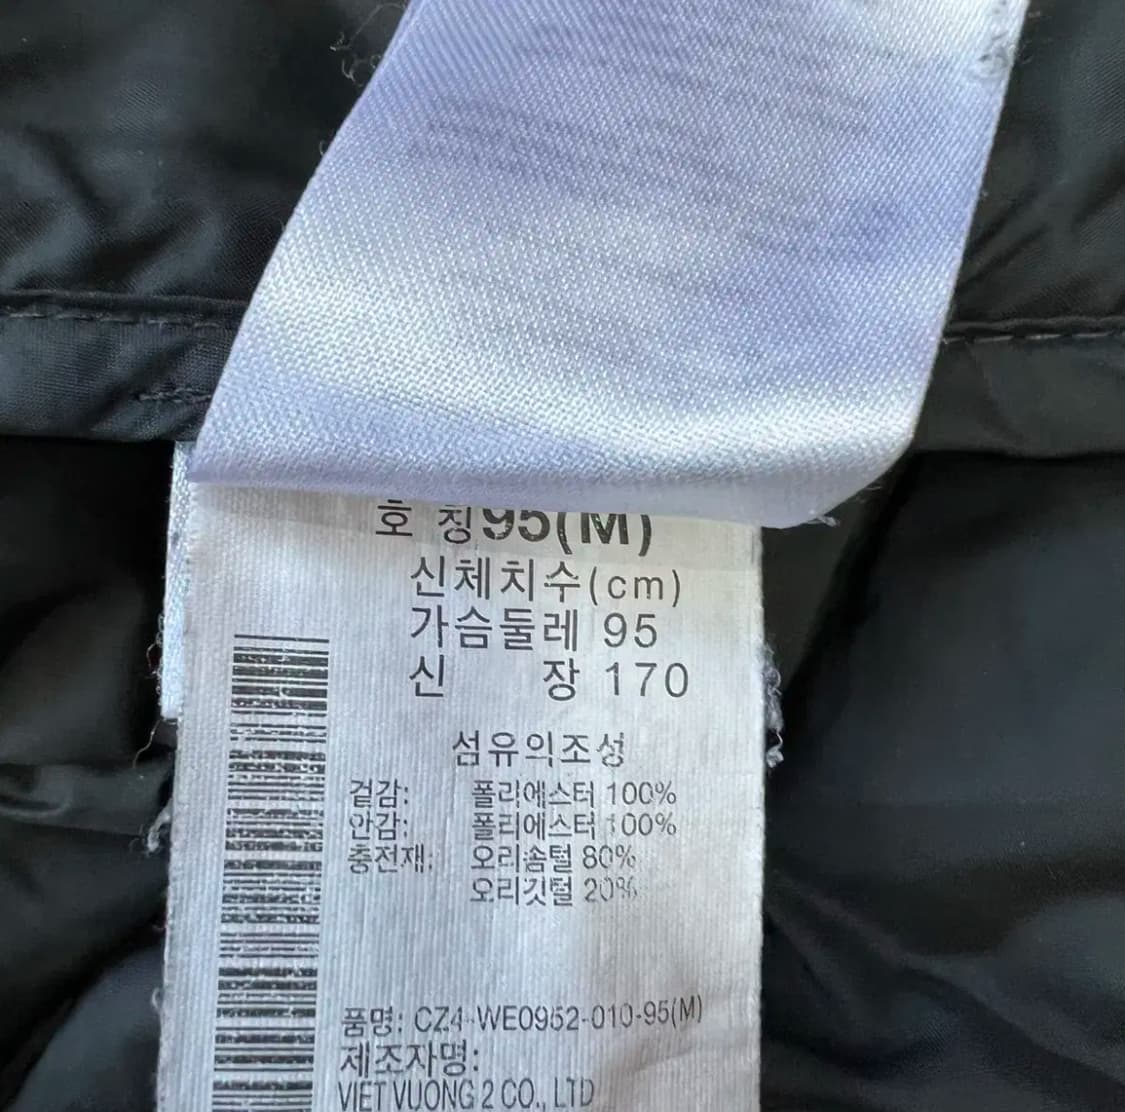 호 칭 95(M)
신체치수(cm)
가슴둘레 95
신 장 170
섬유의조성
겉감: 폴리에스터 100%
안감: 폴리에스터 100%
충전재: 오리솜털 80%
오리깃털 20%
품명: CZ4-WE0952-010-95(M)
제조자명:
VIET VUONG 2 CO., LTD